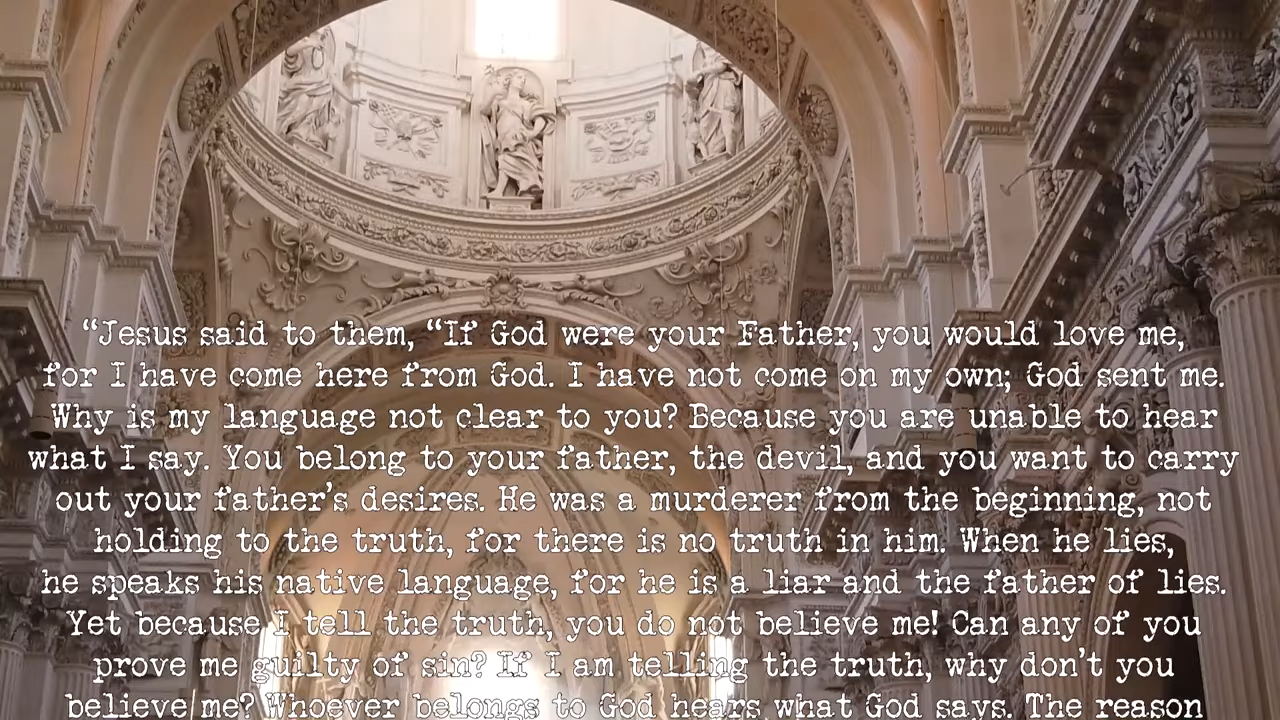 “Jesus said to them, “If God were your Father, you would love me,
for I have come here from God. I have not come on my own; God sent me.
Why is my language not clear to you? Because you are unable to hear
what I say. You belong to your father, the devil, and you want to carry
out your father’s desires. He was a murderer from the beginning, not
holding to the truth, for there is no truth in him. When he lies,
he speaks his native language, for he is a liar and the father of lies.
Yet because I tell the truth, you do not believe me! Can any of you
prove me guilty of sin? If I am telling the truth, why don’t you
believe me? Whoever belongs to God hears what God says. The reason